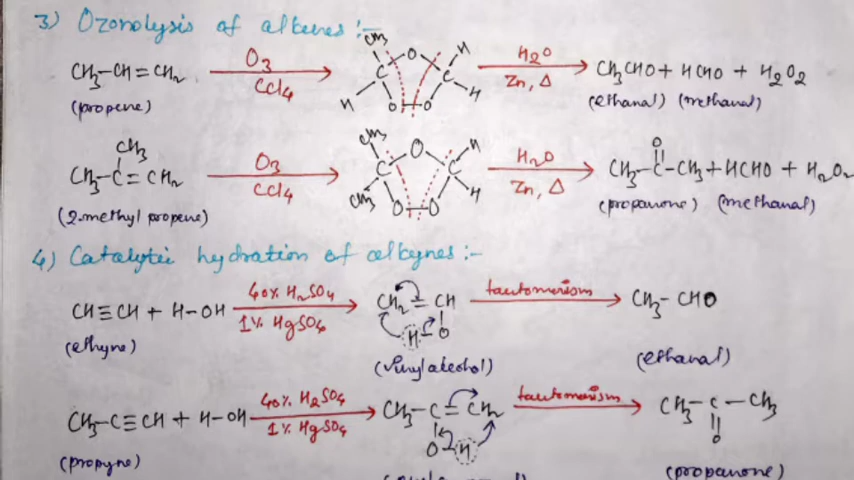 3) Ozonolysis of alkenes :-
CH3-CH=CH2 O3 CCl4 CH3 H C O O O C H H H2O Zn, Δ CH3CHO + HCHO + H2O2
(propene) (ethanal) (methanal)
CH3
CH3-C=CH2 O3 CCl4 CH3 CH3 C O O O C H H H2O Zn, Δ CH3-C-CH3 + HCHO + H2O2
O
(2-methyl propene) (propanone) (methanal)
4) Catalytic hydration of alkynes :-
CH≡CH + H-OH 40% H2SO4 1% HgSO4 CH2=CH H-O tautomerism CH3-CHO
(ethyne) (Vinyl alcohol) (ethanal)
CH3-C≡CH + H-OH 40% H2SO4 1% HgSO4 CH3-C=CH2 O-H tautomerism CH3-C-CH3 O
(propyne) (propanone)